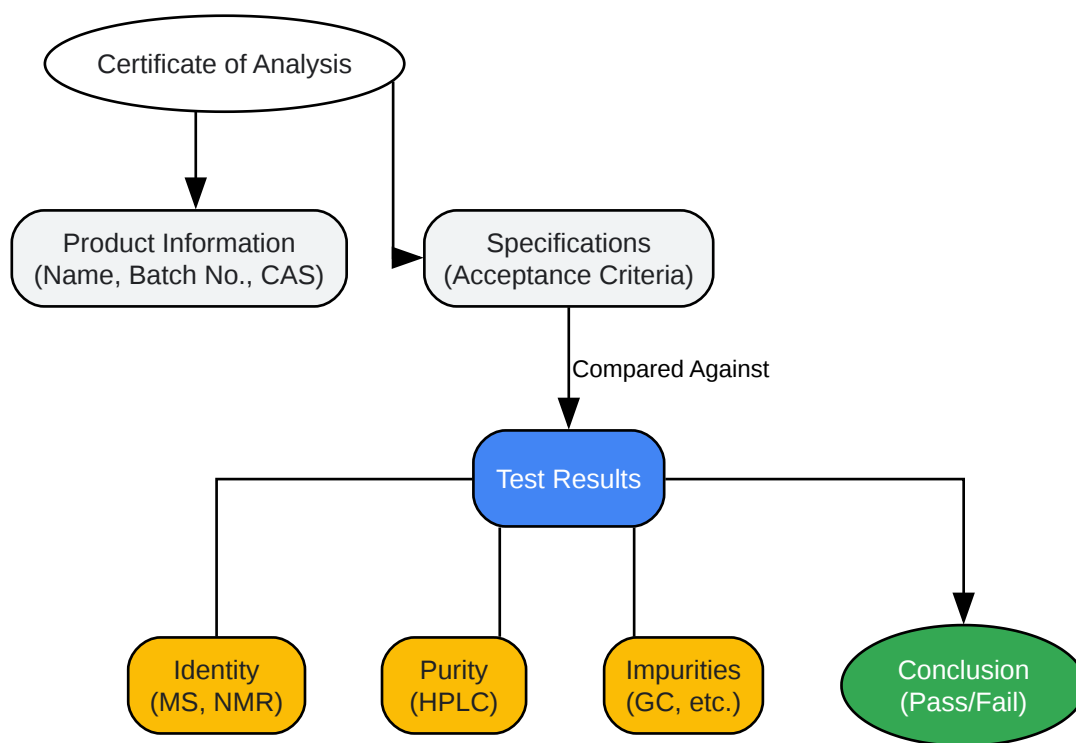 Certificate of Analysis
Product Information
(Name, Batch No., CAS)
Specifications
(Acceptance Criteria)
Compared Against
Test Results
Identity
(MS, NMR)
Purity
(HPLC)
Impurities
(GC, etc.)
Conclusion
(Pass/Fail)